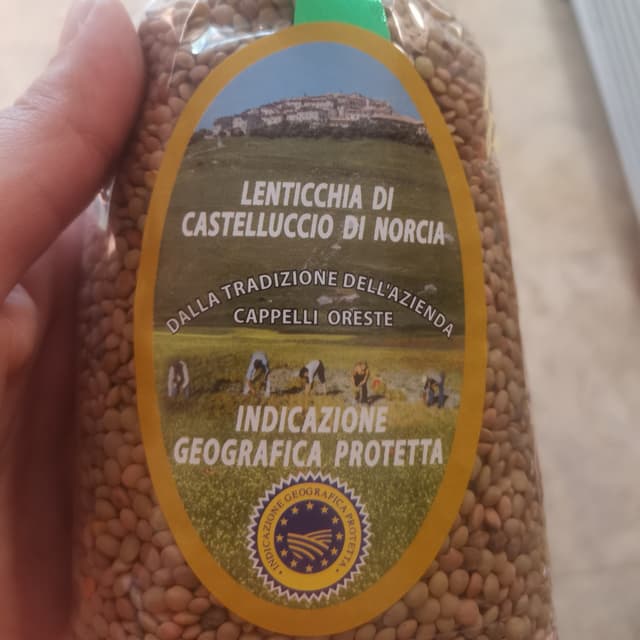 LENTICCHIA DI
CASTELLUCCIO DI NORCIA
DALLA TRADIZIONE DELL'AZIENDA
CAPPELLI ORESTE
INDICAZIONE
GEOGRAFICA PROTETTA
INDICAZIONE GEOGRAFICA PROTETTA